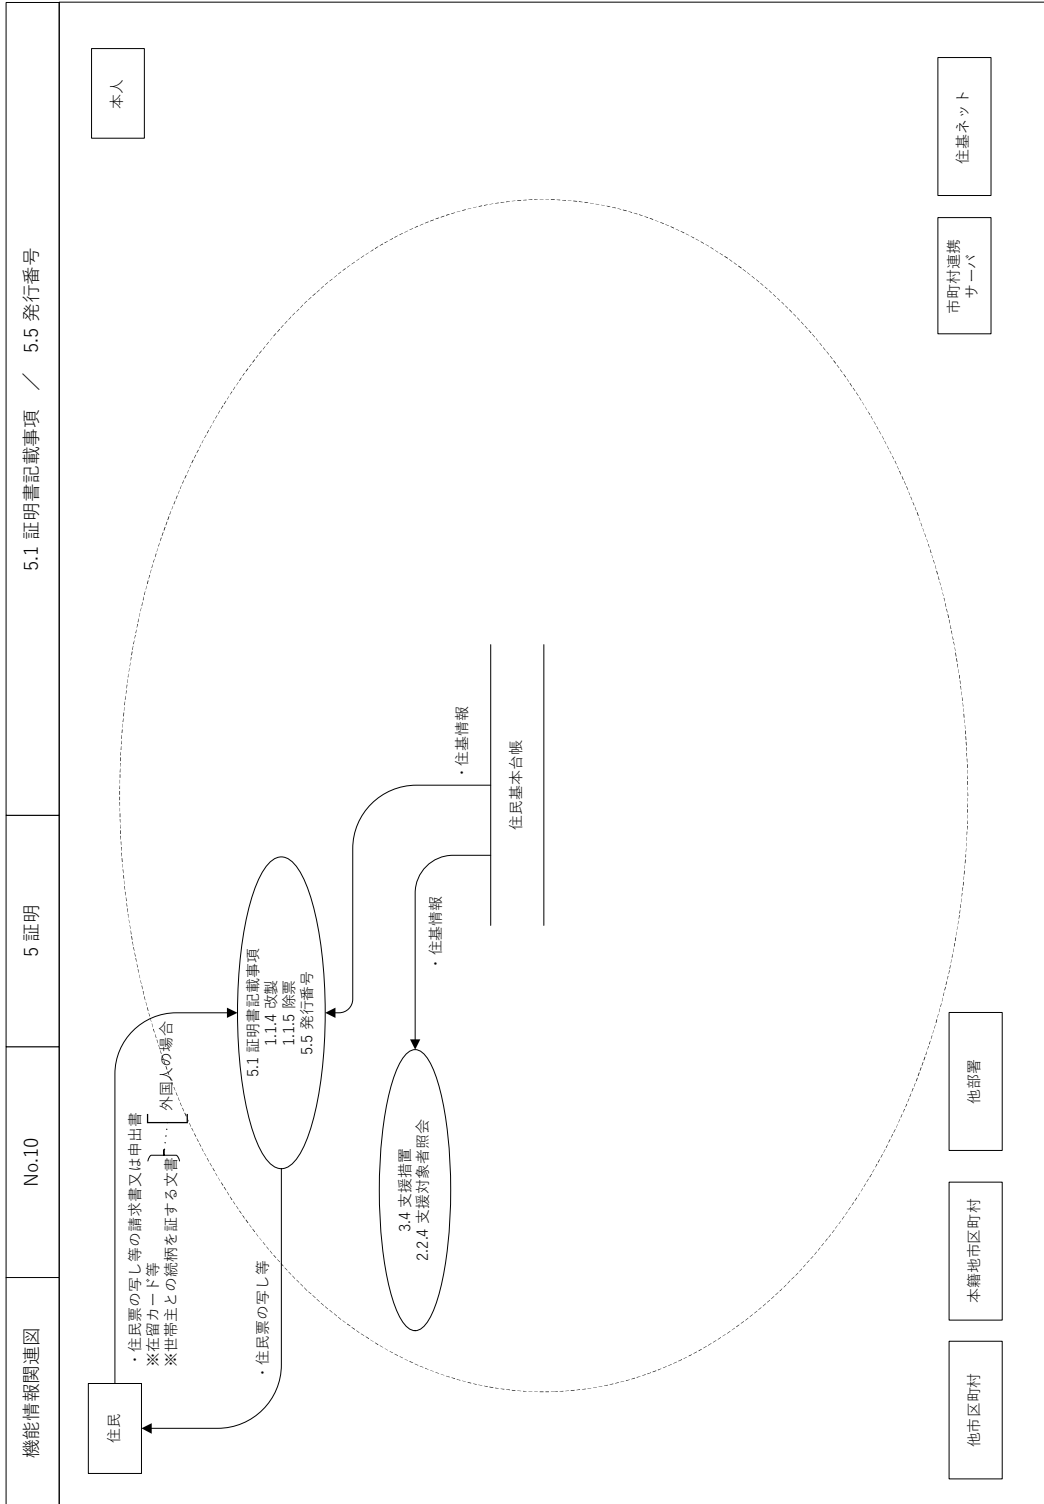 機能情報関連図
No.10
5 証明
5.1 証明書記載事項 ／ 5.5 発行番号
住民
本人
・住民票の写し等の請求書又は申出書
※在留カード等
※世帯主との続柄を証する文書
外国人の場合
・住民票の写し等
5.1 証明書記載事項
1.1.4 改製
1.1.5 除票
5.5 発行番号
3.4 支援措置
2.2.4 支援対象者照会
・住基情報
・住基情報
住民基本台帳
他市区町村
本籍地市区町村
他部署
市町村連携
サーバ
住基ネット